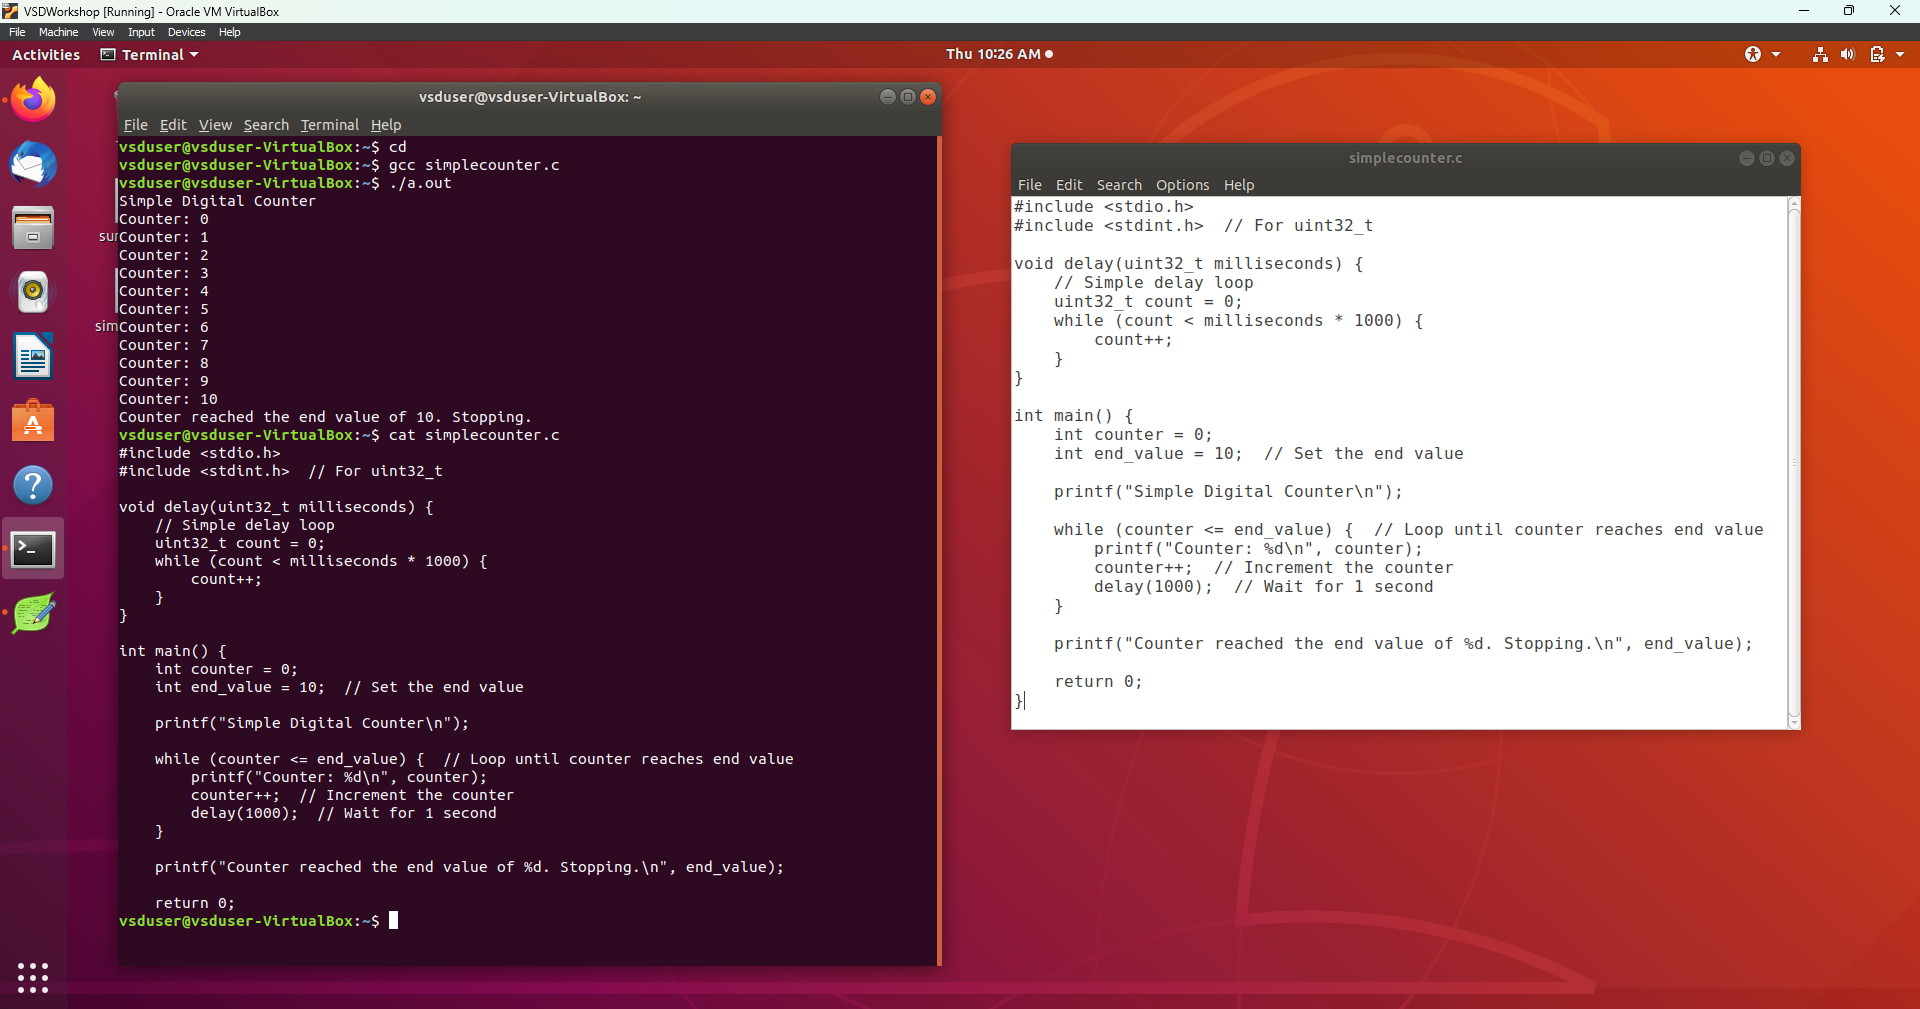 VSDWorkshop [Running] - Oracle VM VirtualBox
File Machine View Input Devices Help
Activities Terminal Thu 10:26 AM
vsduser@vsduser-VirtualBox: ~
File Edit View Search Terminal Help
vsduser@vsduser-VirtualBox:~$ cd
vsduser@vsduser-VirtualBox:~$ gcc simplecounter.c
vsduser@vsduser-VirtualBox:~$ ./a.out
Simple Digital Counter
Counter: 0
Counter: 1
Counter: 2
Counter: 3
Counter: 4
Counter: 5
Counter: 6
Counter: 7
Counter: 8
Counter: 9
Counter: 10
Counter reached the end value of 10. Stopping.
vsduser@vsduser-VirtualBox:~$ cat simplecounter.c
#include <stdio.h>
#include <stdint.h>  // For uint32_t
void delay(uint32_t milliseconds) {
    // Simple delay loop
    uint32_t count = 0;
    while (count < milliseconds * 1000) {
        count++;
    }
}
int main() {
    int counter = 0;
    int end_value = 10;  // Set the end value
    printf("Simple Digital Counter\n");
    while (counter <= end_value) {  // Loop until counter reaches end value
        printf("Counter: %d\n", counter);
        counter++;  // Increment the counter
        delay(1000);  // Wait for 1 second
    }
    printf("Counter reached the end value of %d. Stopping.\n", end_value);
    return 0;
vsduser@vsduser-VirtualBox:~$
sim
simplecounter.c
File Edit Search Options Help
#include <stdio.h>
#include <stdint.h>  // For uint32_t
void delay(uint32_t milliseconds) {
    // Simple delay loop
    uint32_t count = 0;
    while (count < milliseconds * 1000) {
        count++;
    }
}
int main() {
    int counter = 0;
    int end_value = 10;  // Set the end value
    printf("Simple Digital Counter\n");
    while (counter <= end_value) {  // Loop until counter reaches end value
        printf("Counter: %d\n", counter);
        counter++;  // Increment the counter
        delay(1000);  // Wait for 1 second
    }
    printf("Counter reached the end value of %d. Stopping.\n", end_value);
    return 0;
}